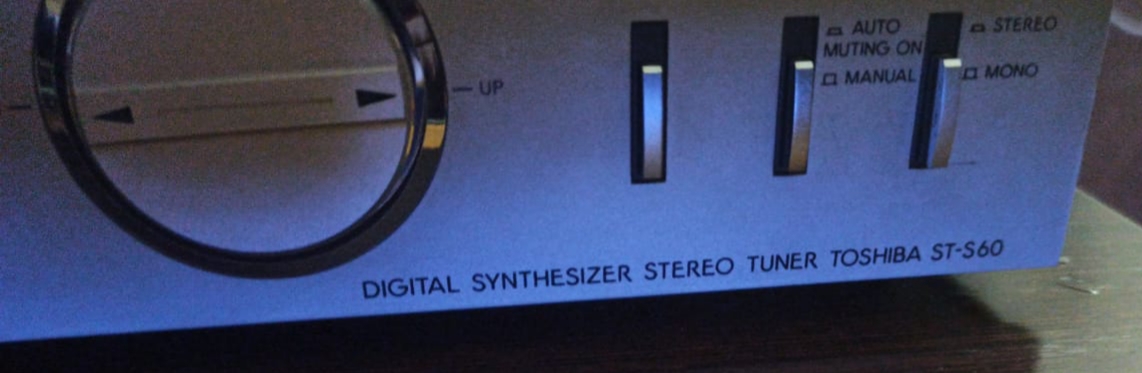 UP
AUTO
MUTING ON
MANUAL
STEREO
MONO
DIGITAL SYNTHESIZER STEREO TUNER TOSHIBA ST-S60